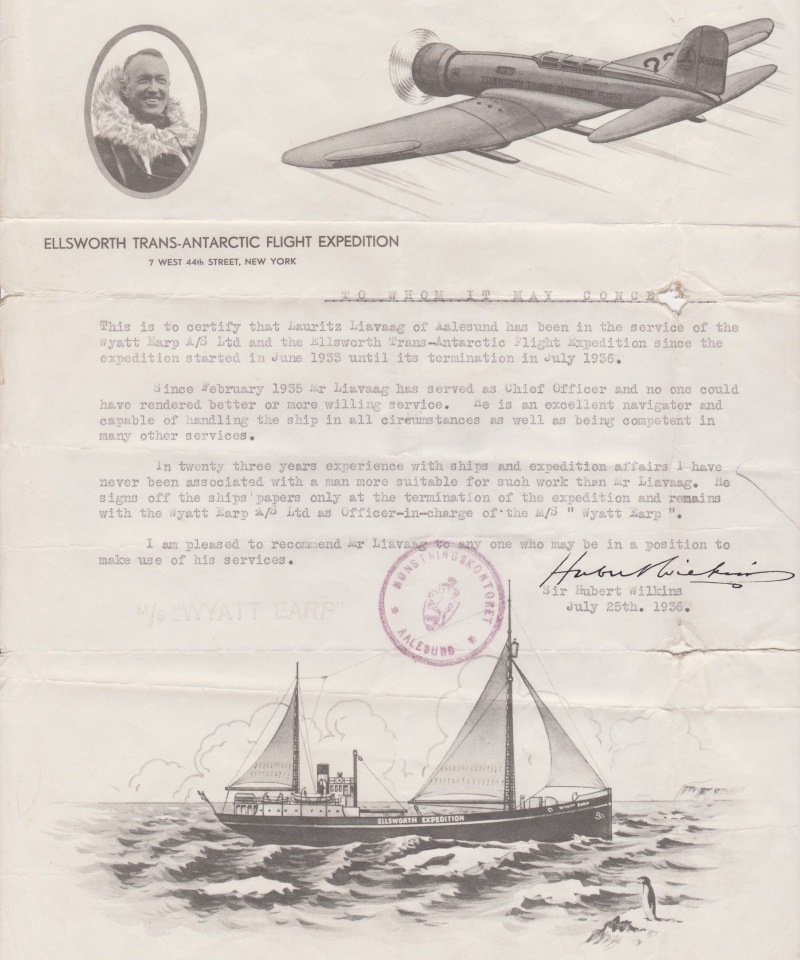 ELLSWORTH TRANS-ANTARCTIC FLIGHT
ELLSWORTH TRANS-ANTARCTIC FLIGHT EXPEDITION
7 WEST 44th STREET, NEW YORK
TO WHOM IT MAY CONCE
This is to certify that Lauritz Liavaag of Aalesund has been in the service of the
Wyatt Earp A/S Ltd and the Ellsworth Trans-Antarctic Flight Expedition since the
expedition started in June 1933 until its termination in July 1936.
Since February 1935 Mr Liavaag has served as Chief Officer and no one could
have rendered better or more willing service. He is an excellent navigator and
capable of handling the ship in all circumstances as well as being competent in
many other services.
In twenty three years experience with ships and expedition affairs I have
never been associated with a man more suitable for such work than Mr Liavaag. He
signs off the ships' papers only at the termination of the expedition and remains
with the Wyatt Earp A/S Ltd as Officer-in-charge of the M/S " Wyatt Earp ".
I am pleased to recommend Mr Liavaag to any one who may be in a position to
make use of his services.
Hubert Wilkins
Sir Hubert Wilkins
July 25th. 1936.
M/S "WYATT EARP"
MØNSTRINGSKONTORET
* AALESUND *
ELLSWORTH EXPEDITION
WYATT EARP